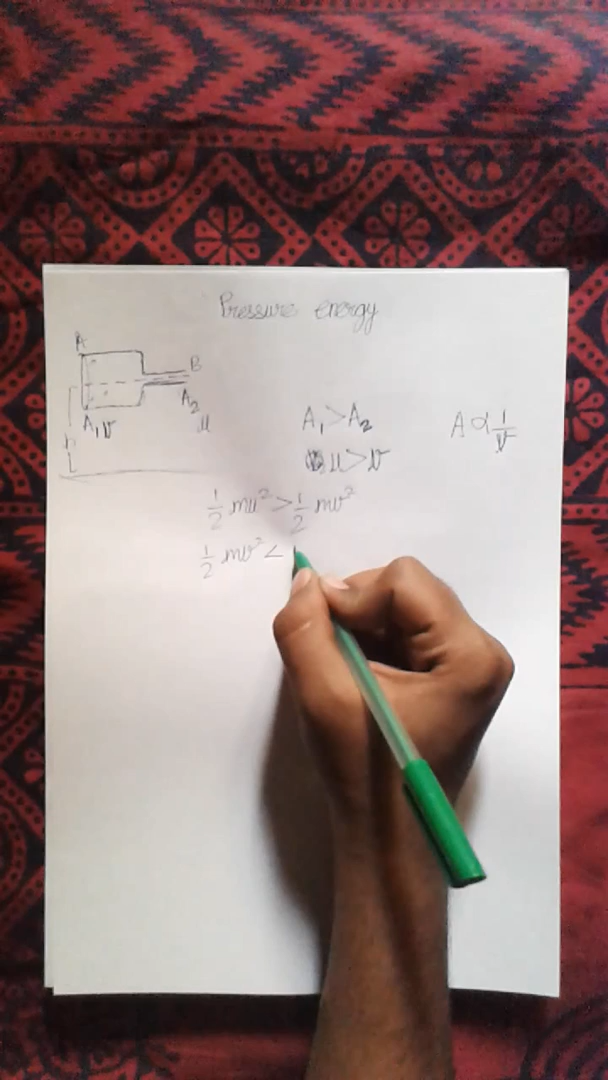 Pressure energy
A
B
A₁ v
A₂
u
h
A₁ > A₂
A ∝ 1/v
u > v
1/2 mu² > 1/2 mv²
1/2 mv² <